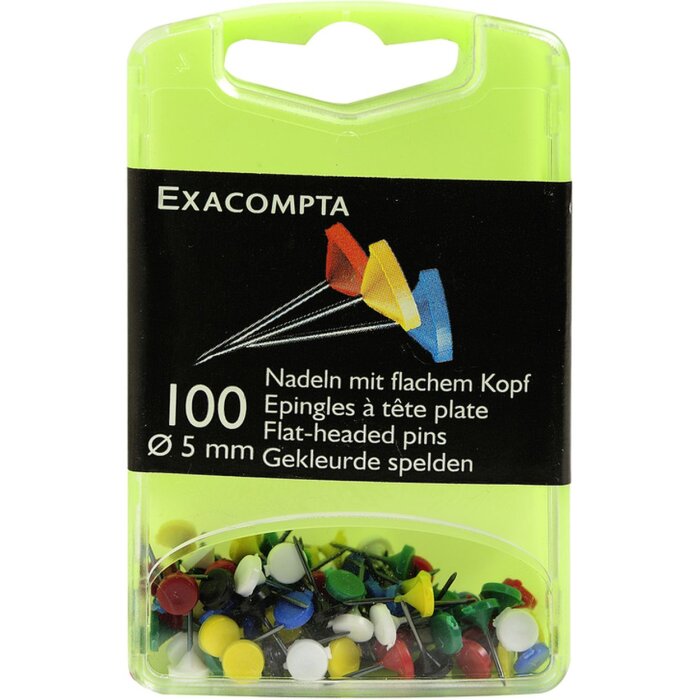 EXACOMPTA
100
Ø 5 mm
Nadeln mit flachem Kopf
Epingles à tête plate
Flat-headed pins
Gekleurde spelden